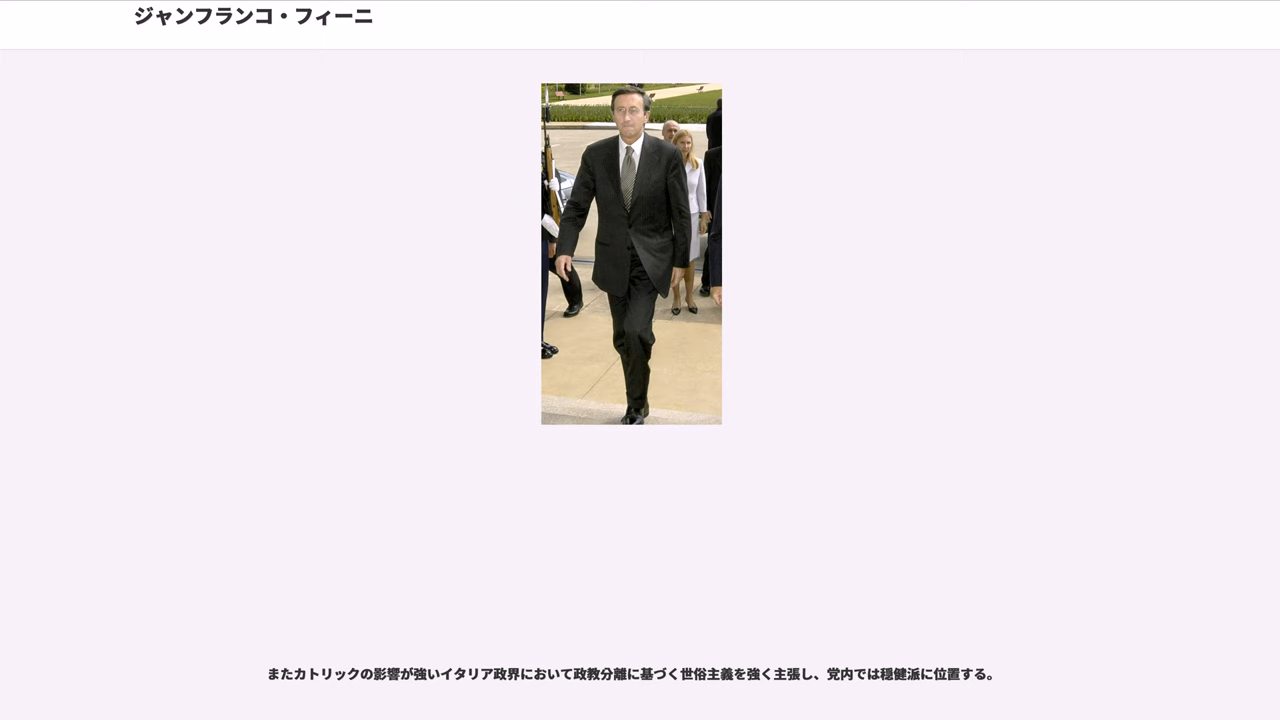 ジャンフランコ・フィーニ
またカトリックの影響が強いイタリア政界において政教分離に基づく世俗主義を強く主張し、党内では穏健派に位置する。